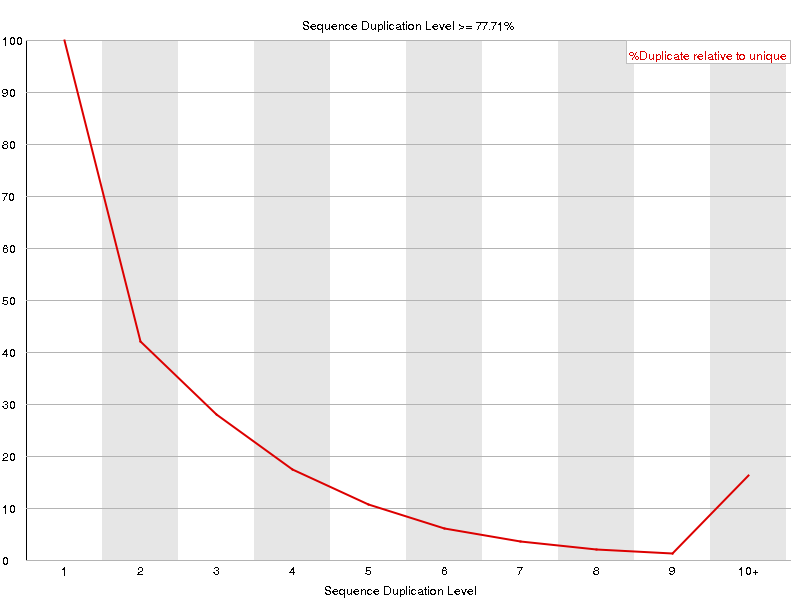 Sequence Duplication Level >= 77.71%
%Duplicate relative to unique
100
90
80
70
60
50
40
30
20
10
0
1 2 3 4 5 6 7 8 9 10+
Sequence Duplication Level